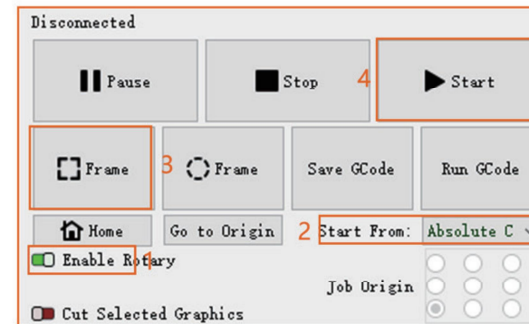 Disconnected
Pause
Stop
4
Start
Frame
3
Frame
Save GCode
Run GCode
Home
Go to Origin
2
Start From:
Absolute C
Enable Rotary
1
Job Origin
Cut Selected Graphics